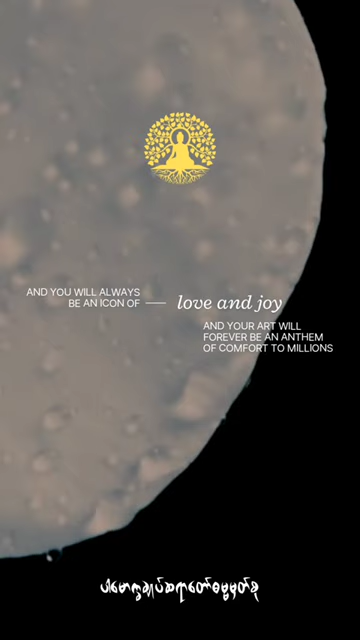 AND YOU WILL ALWAYS
BE AN ICON OF — love and joy
AND YOUR ART WILL
FOREVER BE AN ANTHEM
OF COMFORT TO MILLIONS